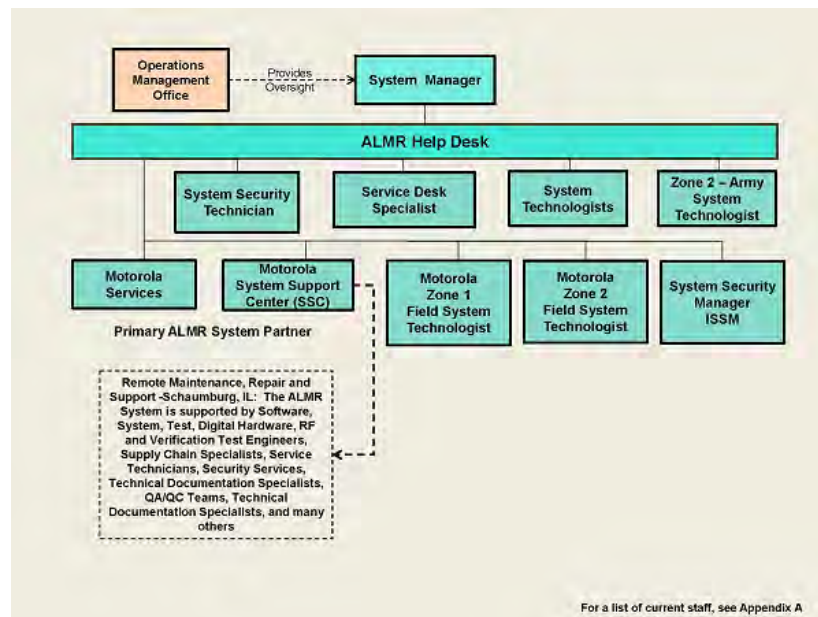 Operations
Management
Office
Provides
Oversight
System Manager
ALMR Help Desk
System Security
Technician
Service Desk
Specialist
System
Technologists
Zone 2 – Army
System
Technologist
Motorola
Services
Motorola
System Support
Center (SSC)
Motorola
Zone 1
Field System
Technologist
Motorola
Zone 2
Field System
Technologist
System Security
Manager
ISSM
Primary ALMR System Partner
Remote Maintenance, Repair and
Support -Schaumburg, IL: The ALMR
System is supported by Software,
System, Test, Digital Hardware, RF
and Verification Test Engineers,
Supply Chain Specialists, Service
Technicians, Security Services,
Technical Documentation Specialists,
QA/QC Teams, Technical
Documentation Specialists, and many
others
For a list of current staff, see Appendix A